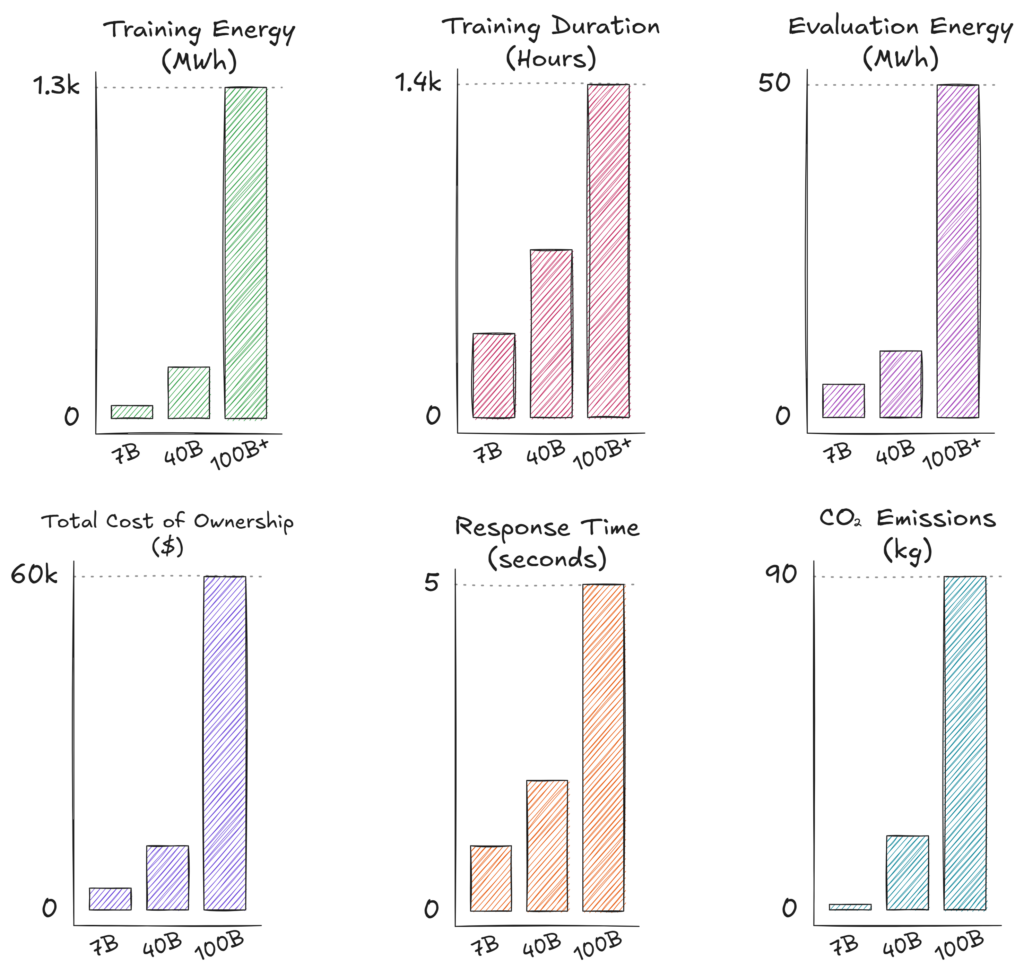 Training Energy
(MWh)
1.3k
0
7B 40B 100B+
Training Duration
(Hours)
1.4k
0
7B 40B 100B+
Evaluation Energy
(MWh)
50
0
7B 40B 100B+
Total Cost of Ownership
($)
60k
0
7B 40B 100B
Response Time
(seconds)
5
0
7B 40B 100B
CO₂ Emissions
(kg)
90
0
7B 40B 100B